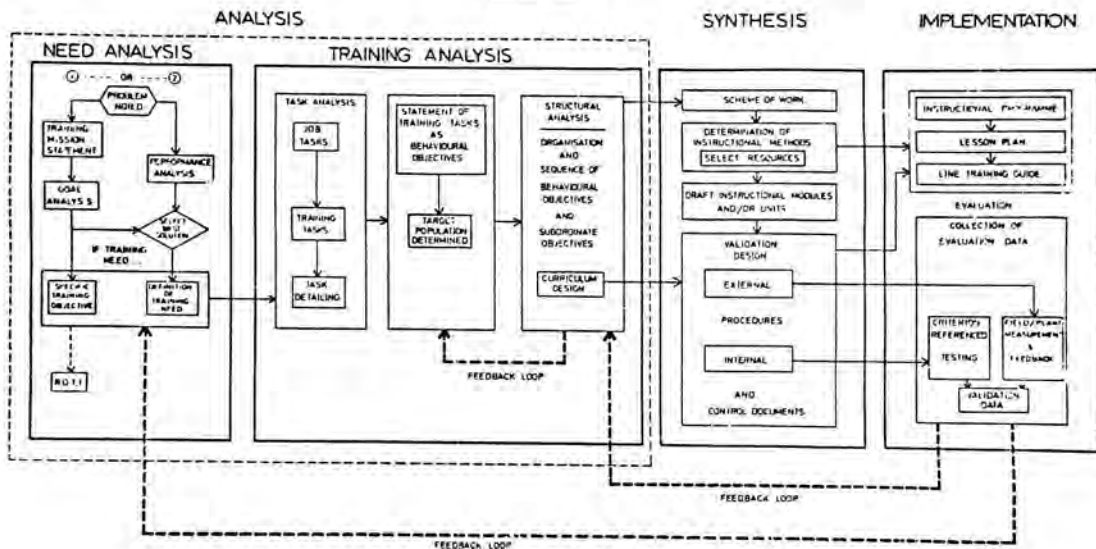 ANALYSIS
SYNTHESIS
IMPLEMENTATION
NEED ANALYSIS
TRAINING ANALYSIS
1 OR 2
PROBLEM
TRAINING
MISSION
STATEMENT
PERFORMANCE
ANALYSIS
GOAL
ANALYSIS
SELECT
BEST
SOLUTION
IF TRAINING
NEED...
SPECIFIC
TRAINING
OBJECTIVE
DEFINITION
OF
TRAINING
NEED
R.O.T.I
TASK ANALYSIS
JOB
TASKS
TRAINING
TASKS
TASK
DETAILING
STATEMENT OF
TRAINING TASKS
AS
BEHAVIOURAL
OBJECTIVES
TARGET
POPULATION
DETERMINED
STRUCTURAL
ANALYSIS
ORGANISATION
AND
SEQUENCE OF
BEHAVIOURAL
OBJECTIVES
AND
SUBORDINATE
OBJECTIVES
CURRICULUM
DESIGN
FEEDBACK LOOP
SCHEME OF WORK
DETERMINATION OF
INSTRUCTIONAL METHODS
SELECT RESOURCES
DRAFT INSTRUCTIONAL MODULES
AND/OR UNITS
VALIDATION
DESIGN
EXTERNAL
PROCEDURES
INTERNAL
AND
CONTROL DOCUMENTS
INSTRUCTIONAL PROGRAMME
LESSON PLAN
LINE TRAINING GUIDE
EVALUATION
COLLECTION OF
EVALUATION DATA
CRITERION
REFERENCED
TESTING
FIELD/PLANT
MEASUREMENT
&
FEEDBACK
VALIDATION
DATA
FEEDBACK LOOP
FEEDBACK LOOP